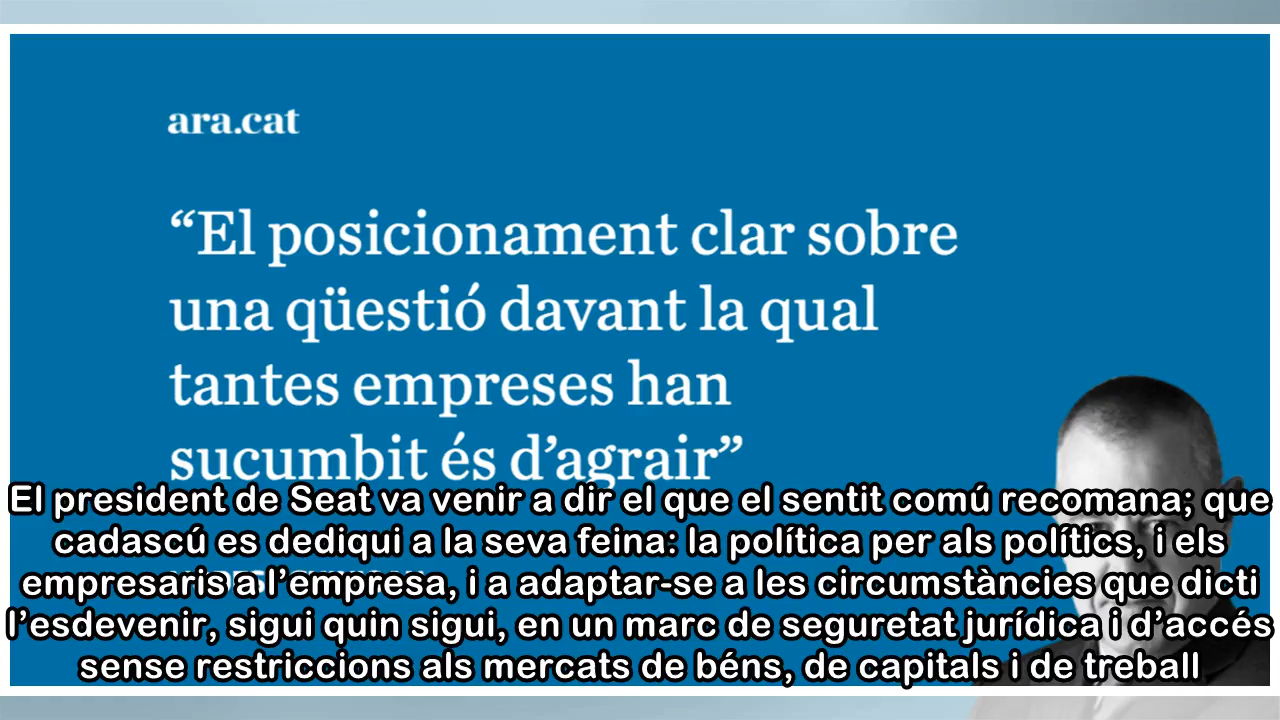 ara.cat
“El posicionament clar sobre
una qüestió davant la qual
tantes empreses han
sucumbit és d’agrair”
El president de Seat va venir a dir el que el sentit comú recomana; que
cadascú es dediqui a la seva feina: la política per als polítics, i els
empresaris a l’empresa, i a adaptar-se a les circumstàncies que dicti
l’esdevenir, sigui quin sigui, en un marc de seguretat jurídica i d’accés
sense restriccions als mercats de béns, de capitals i de treball